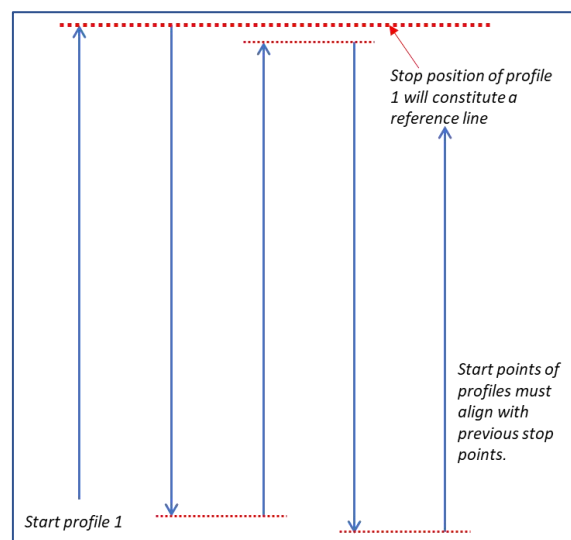 Stop position of profile
1 will constitute a
reference line
Start points of
profiles must
align with
previous stop
points.
Start profile 1